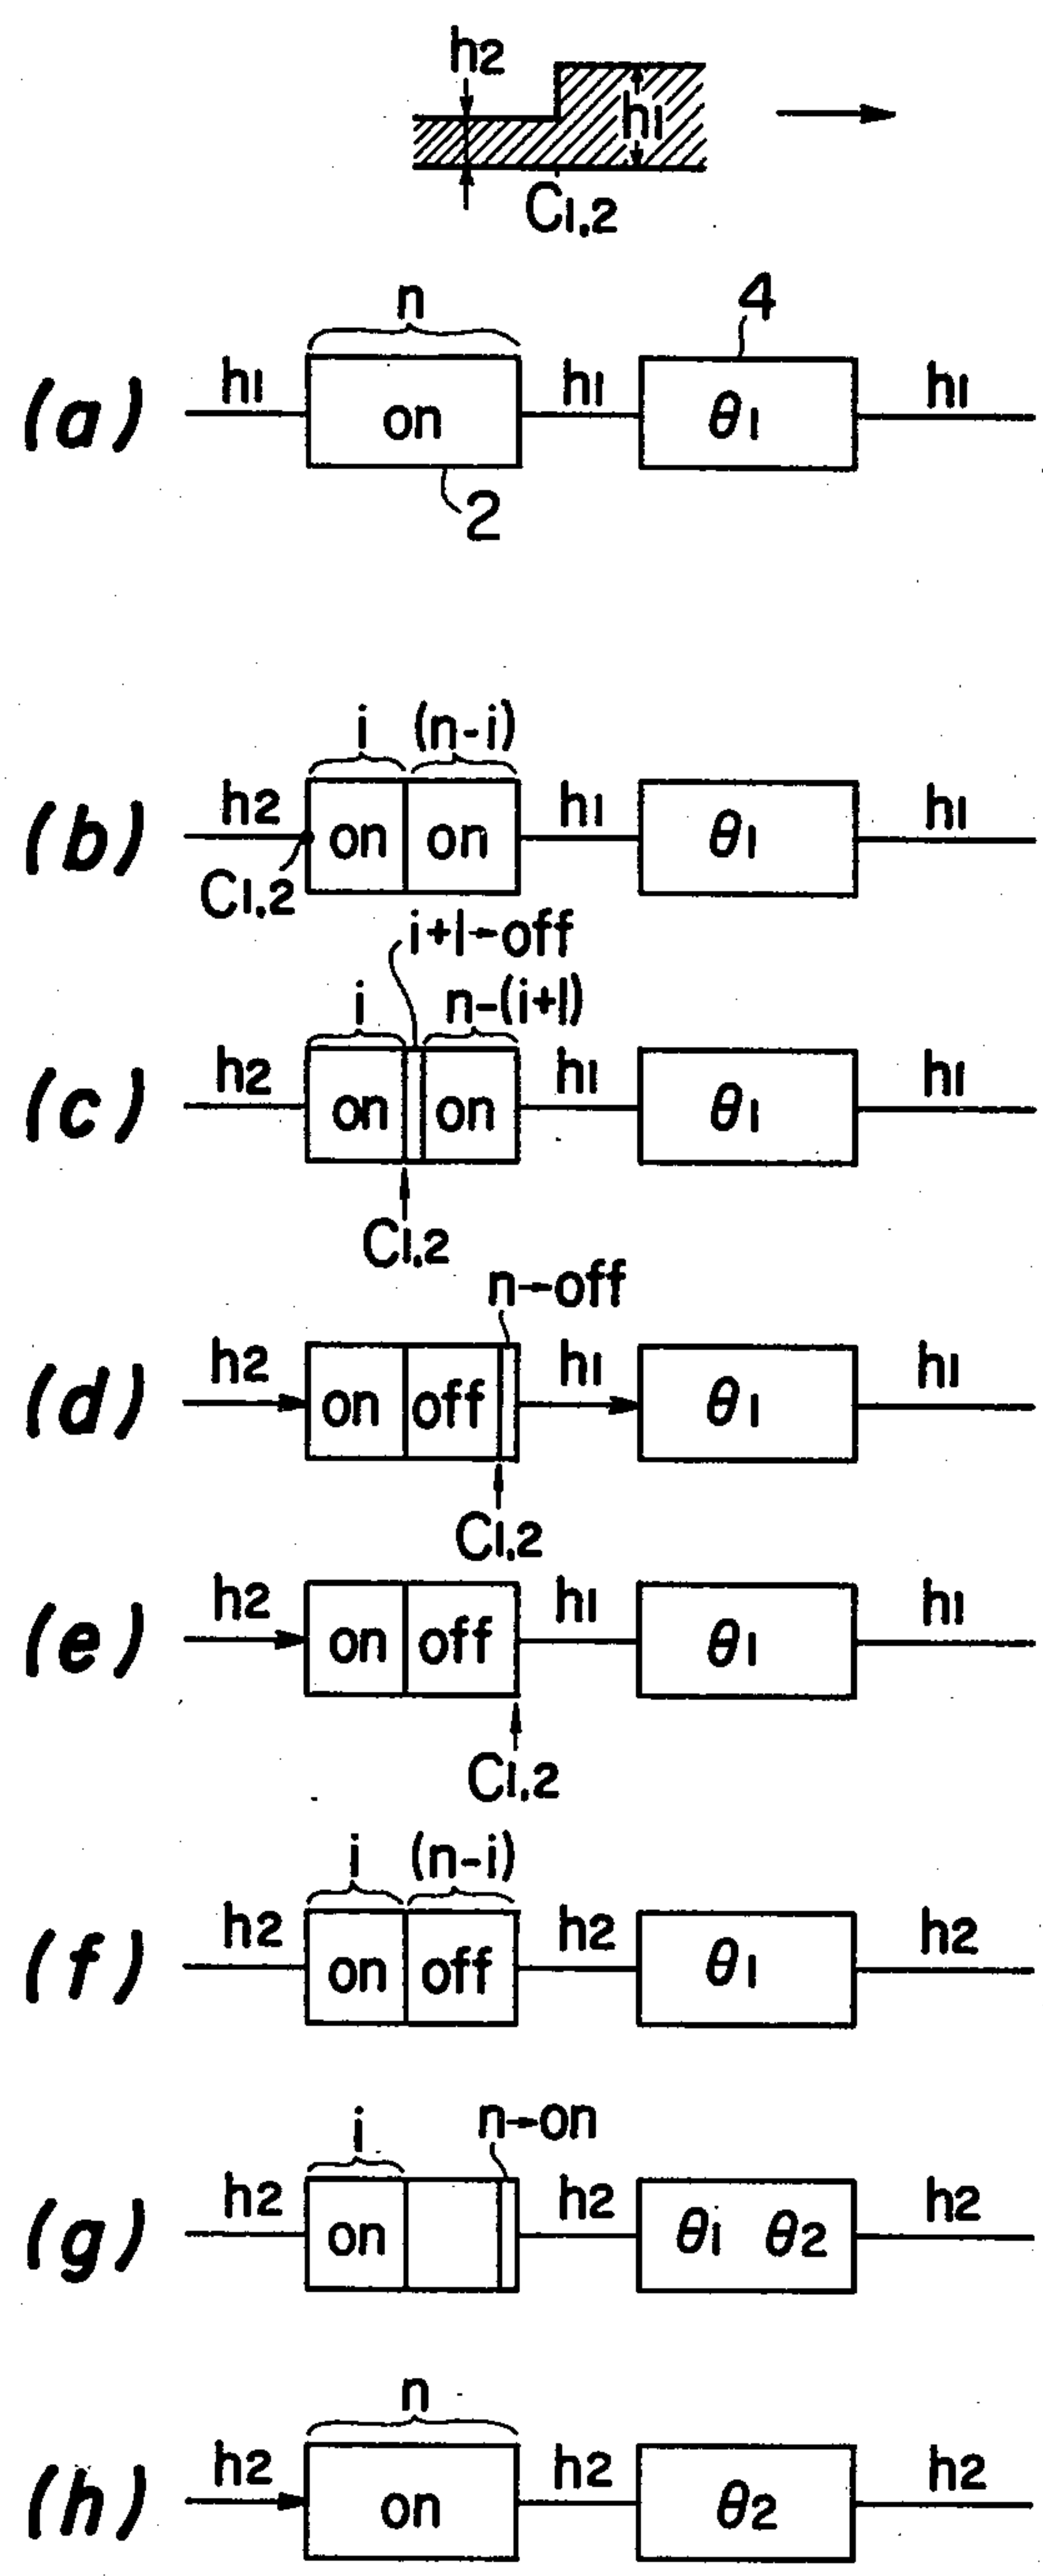 h2
h1
C1,2
n
4
(a) h1 on h1 θ1 h1
2
i (n-i)
(b) h2 on on h1 θ1 h1
C1,2
i+1→off
i n-(i+1)
(c) h2 on on h1 θ1 h1
C1,2
n→off
(d) h2 on off h1 θ1 h1
C1,2
(e) h2 on off h1 θ1 h1
C1,2
i (n-i)
(f) h2 on off h2 θ1 h2
i n→on
(g) h2 on h2 θi θ2 h2
n
(h) h2 on h2 θ2 h2